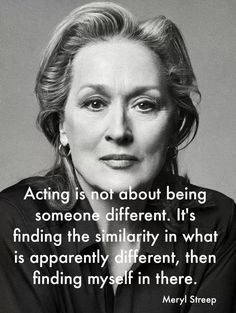 Acting is not about being
someone different. It's
finding the similarity in what
is apparently different, then
finding myself in there.
Meryl Streep